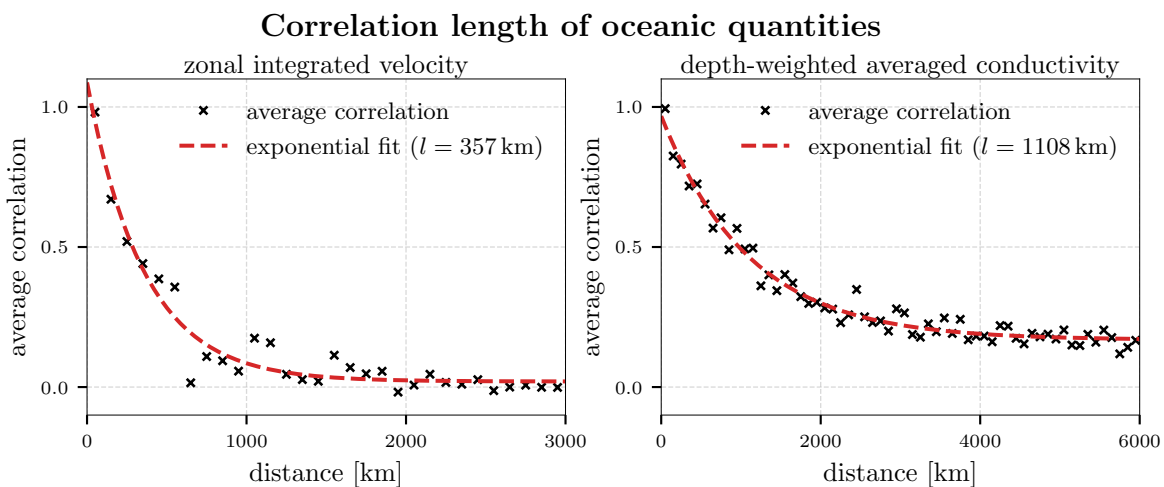 Correlation length of oceanic quantities
zonal integrated velocity
average correlation
1.0
0.5
0.0
average correlation
exponential fit (l = 357 km)
0
1000
2000
3000
distance [km]
depth-weighted averaged conductivity
average correlation
1.0
0.5
0.0
average correlation
exponential fit (l = 1108 km)
0
2000
4000
6000
distance [km]